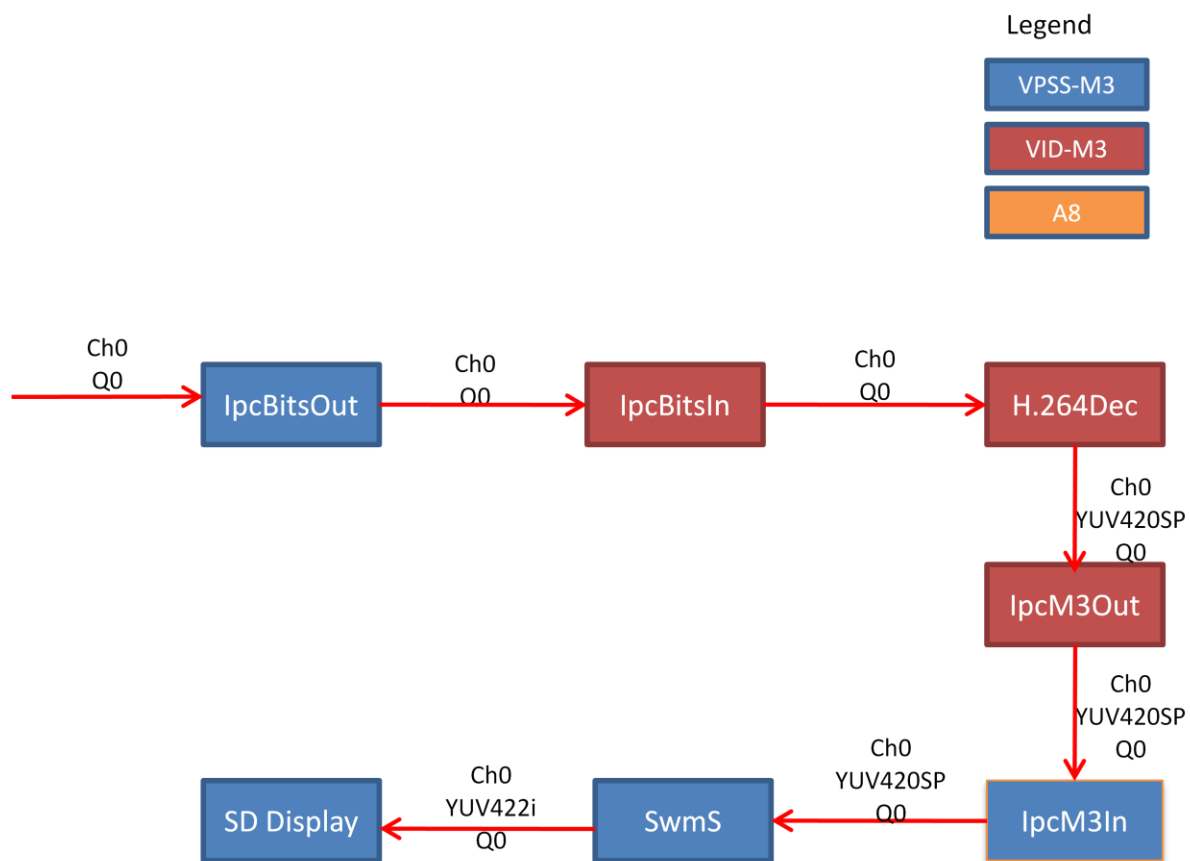 Legend
VPSS-M3
VID-M3
A8
Ch0
Q0
IpcBitsOut
Ch0
Q0
IpcBitsIn
Ch0
Q0
H.264Dec
Ch0
YUV420SP
Q0
IpcM3Out
Ch0
YUV420SP
Q0
IpcM3In
Ch0
YUV420SP
Q0
SwmS
Ch0
YUV422i
Q0
SD Display